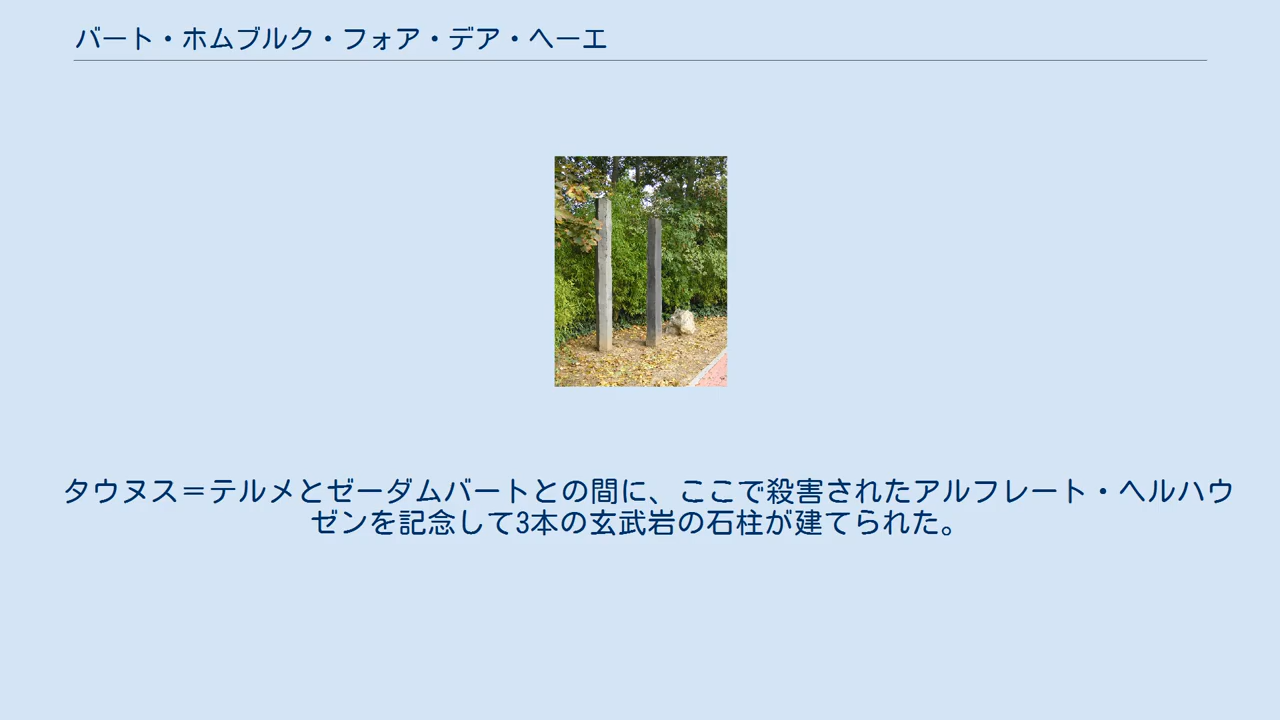 バート・ホムブルク・フォア・デア・ヘーエ
タウヌス＝テルメとゼーダムバートとの間に、ここで殺害されたアルフレート・ヘルハウ
ゼンを記念して3本の玄武岩の石柱が建てられた。